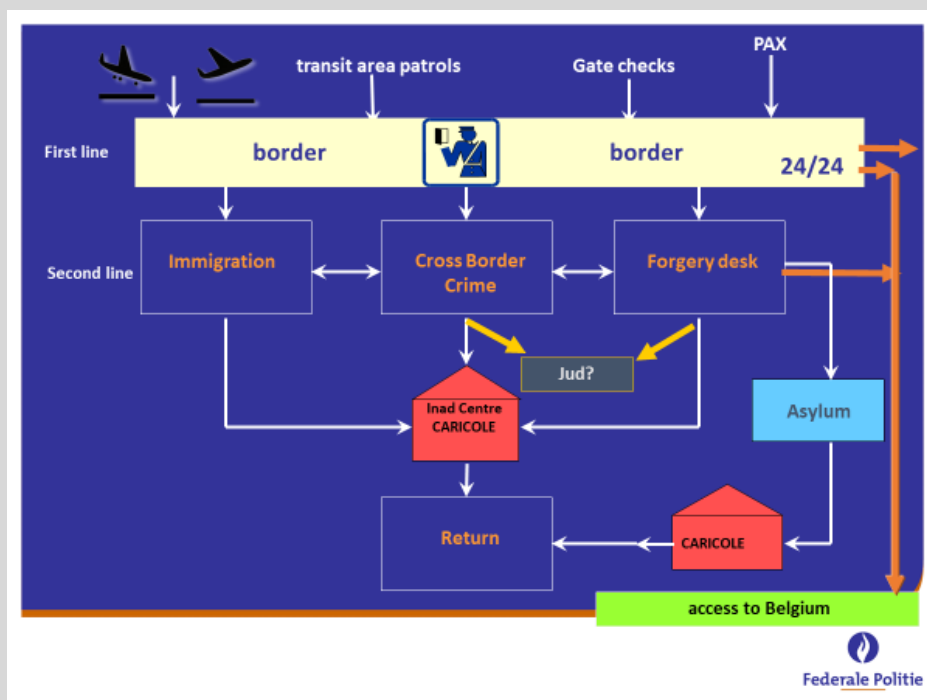 PAX
transit area patrols
Gate checks
First line
border
border
24/24
Second line
Immigration
Cross Border
Crime
Forgery desk
Jud?
Inad Centre
CARICOLE
Asylum
Return
CARICOLE
access to Belgium
Federale Politie